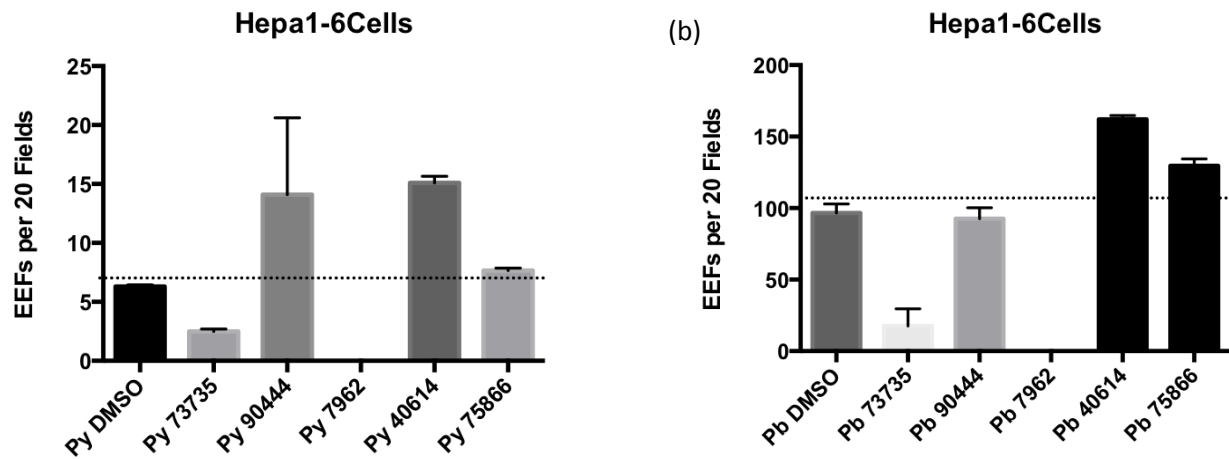 Hepa1-6Cells
EEFs per 20 Fields
25
20
15
10
5
0
Py DMSO
Py 73735
Py 90444
Py 7962
Py 40614
Py 75866
(b)
Hepa1-6Cells
EEFs per 20 Fields
200
150
100
50
0
Pb DMSO
Pb 73735
Pb 90444
Pb 7962
Pb 40614
Pb 75866